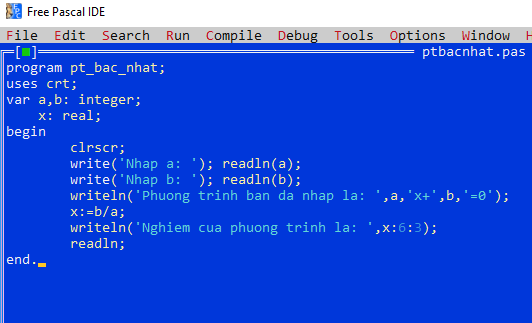 Free Pascal IDE
File Edit Search Run Compile Debug Tools Options Window H
[■] ptbacnhat.pas
program pt_bac_nhat;
uses crt;
var a,b: integer;
x: real;
begin
clrscr;
write('Nhap a: '); readln(a);
write('Nhap b: '); readln(b);
writeln('Phuong trinh ban da nhap la: ',a,'x+',b,'=0');
x:=b/a;
writeln('Nghiem cua phuong trinh la: ',x:6:3);
readln;
end.